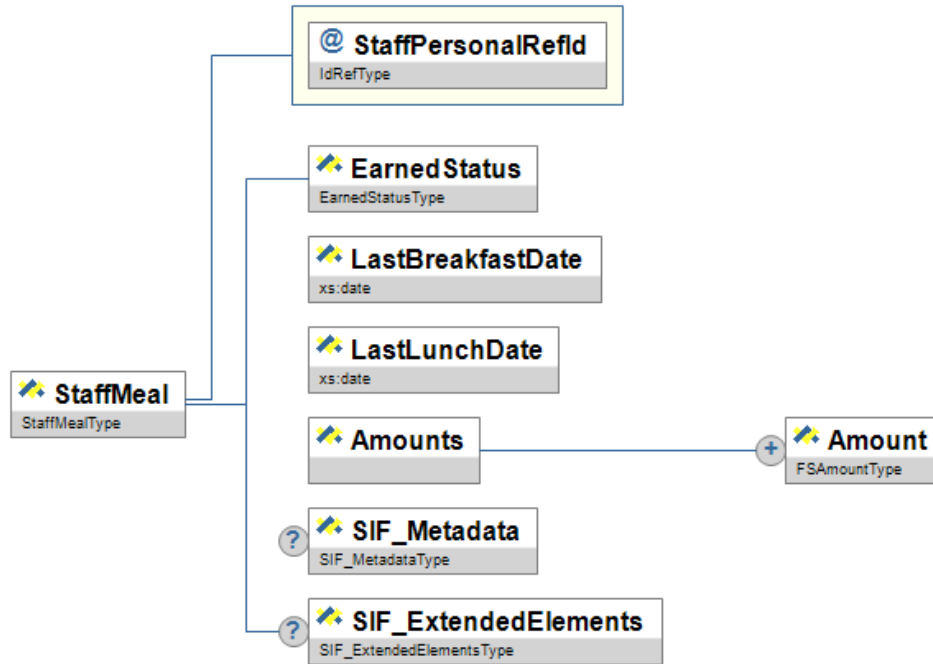 @ StaffPersonalRefId
IdRefType
EarnedStatus
EarnedStatusType
LastBreakfastDate
xs:date
LastLunchDate
xs:date
StaffMeal
StaffMealType
Amounts
+ Amount
FSAmountType
? SIF_Metadata
SIF_MetadataType
? SIF_ExtendedElements
SIF_ExtendedElementsType